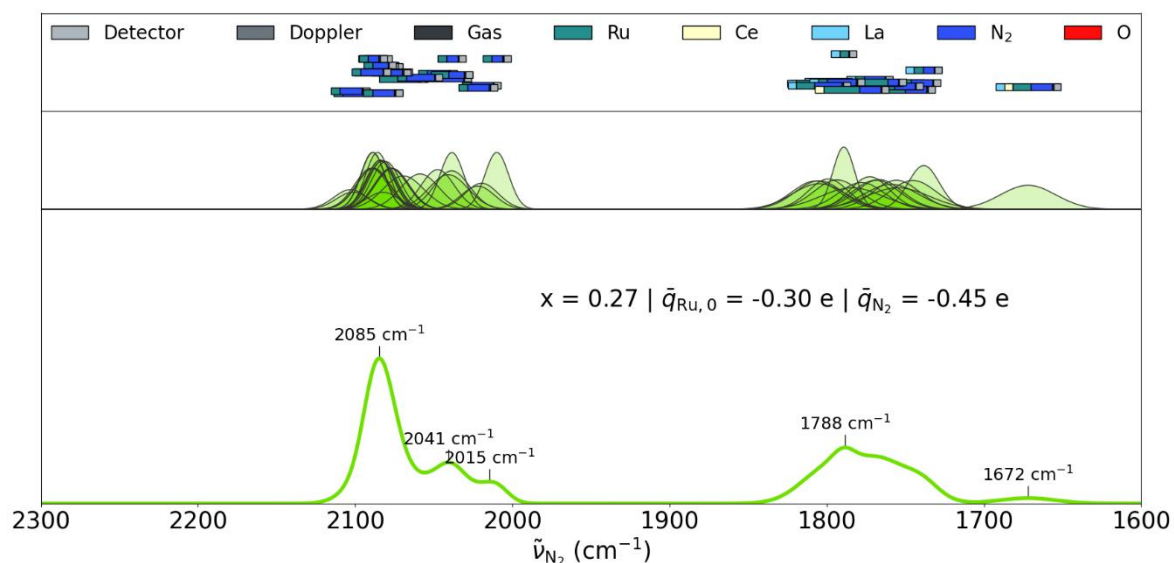 Detector Doppler Gas Ru Ce La N₂ O
x = 0.27 | q̄Ru, 0 = -0.30 e | q̄N₂ = -0.45 e
2085 cm⁻¹
2041 cm⁻¹
2015 cm⁻¹
1788 cm⁻¹
1672 cm⁻¹
2300 2200 2100 2000 1900 1800 1700 1600
ν̃N₂ (cm⁻¹)